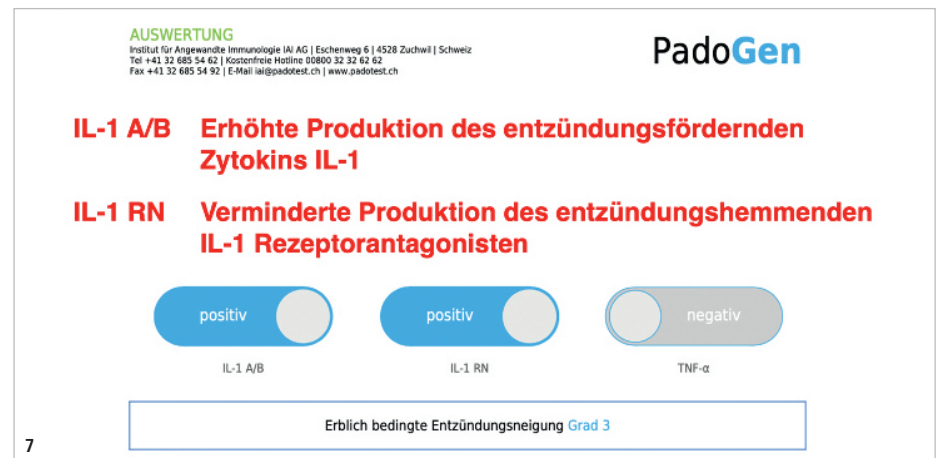 AUSWERTUNG
Institut für Angewandte Immunologie IAI AG | Eschenweg 6 | 4528 Zuchwil | Schweiz
Tel +41 32 685 54 62 | Kostenfreie Hotline 00800 32 32 62 62
Fax +41 32 685 54 92 | E-Mail iai@padotest.ch | www.padotest.ch
PadoGen
IL-1 A/B Erhöhte Produktion des entzündungsfördernden
Zytokins IL-1
IL-1 RN Verminderte Produktion des entzündungshemmenden
IL-1 Rezeptorantagonisten
positiv positiv negativ
IL-1 A/B IL-1 RN TNF-α
Erblich bedingte Entzündungsneigung Grad 3
7